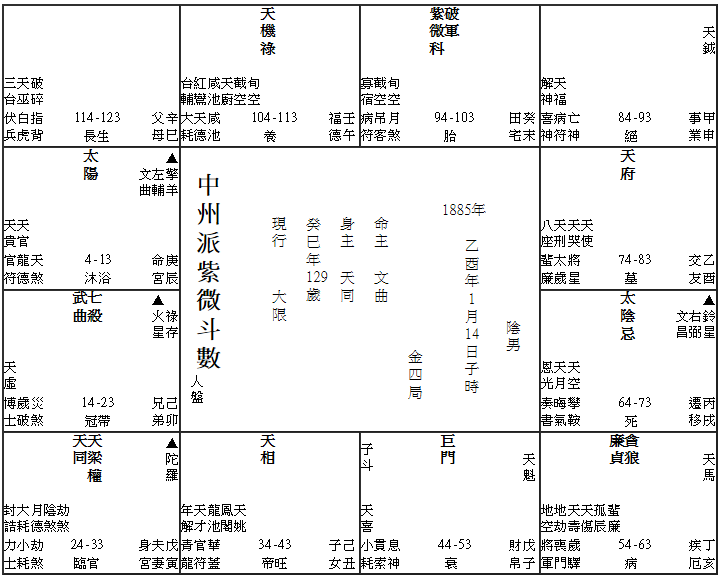 三台 天巫 破碎
伏兵 白虎 指背
114-123
長生
父母 辛巳
天機祿
台輔 紅鸞 咸池 天廚 截空 旬空
大耗 天德 咸池
104-113
養
福德 壬午
紫微科 破軍
寡宿 截空 旬空
病符 吊客 月煞
94-103
胎
田宅 癸未
天鉞
解神 天福
喜神 病符 亡神
84-93
絕
事業 甲申
太陽
文曲 左輔 ▲擎羊
天貴 天官
官符 龍德 天煞
4-13
沐浴
命宮 庚辰
中州派紫微斗數
人盤
現行 大限
癸巳年129歲
身主 天同
命主 文曲
金四局
1885年
乙酉年1月14日子時
陰男
天府
八座 天刑 天哭 天使
蜚廉 太歲 將星
74-83
墓
交友 乙酉
武曲 七殺
火星 ▲祿存
天虛
博士 歲破 災煞
14-23
冠帶
兄弟 己卯
太陰忌
文昌 右弼 ▲鈴星
恩光 天月 天空
奏書 晦氣 攀鞍
64-73
死
遷移 丙戌
天同 天梁權
▲陀羅
封誥 大耗 月德 陰煞 劫煞
力士 小耗 劫煞
24-33
臨官
身宮 夫妻 戊寅
天相
年解 天才 龍池 鳳閣 天姚
青龍 官符 華蓋
34-43
帝旺
子女 己丑
子斗
巨門
天魁
天喜
小耗 貫索 息神
44-53
衰
財帛 戊子
廉貞 貪狼
天馬
地空 地劫 天壽 天傷 孤辰 蜚廉
將軍 喪門 歲驛
54-63
病
疾厄 丁亥